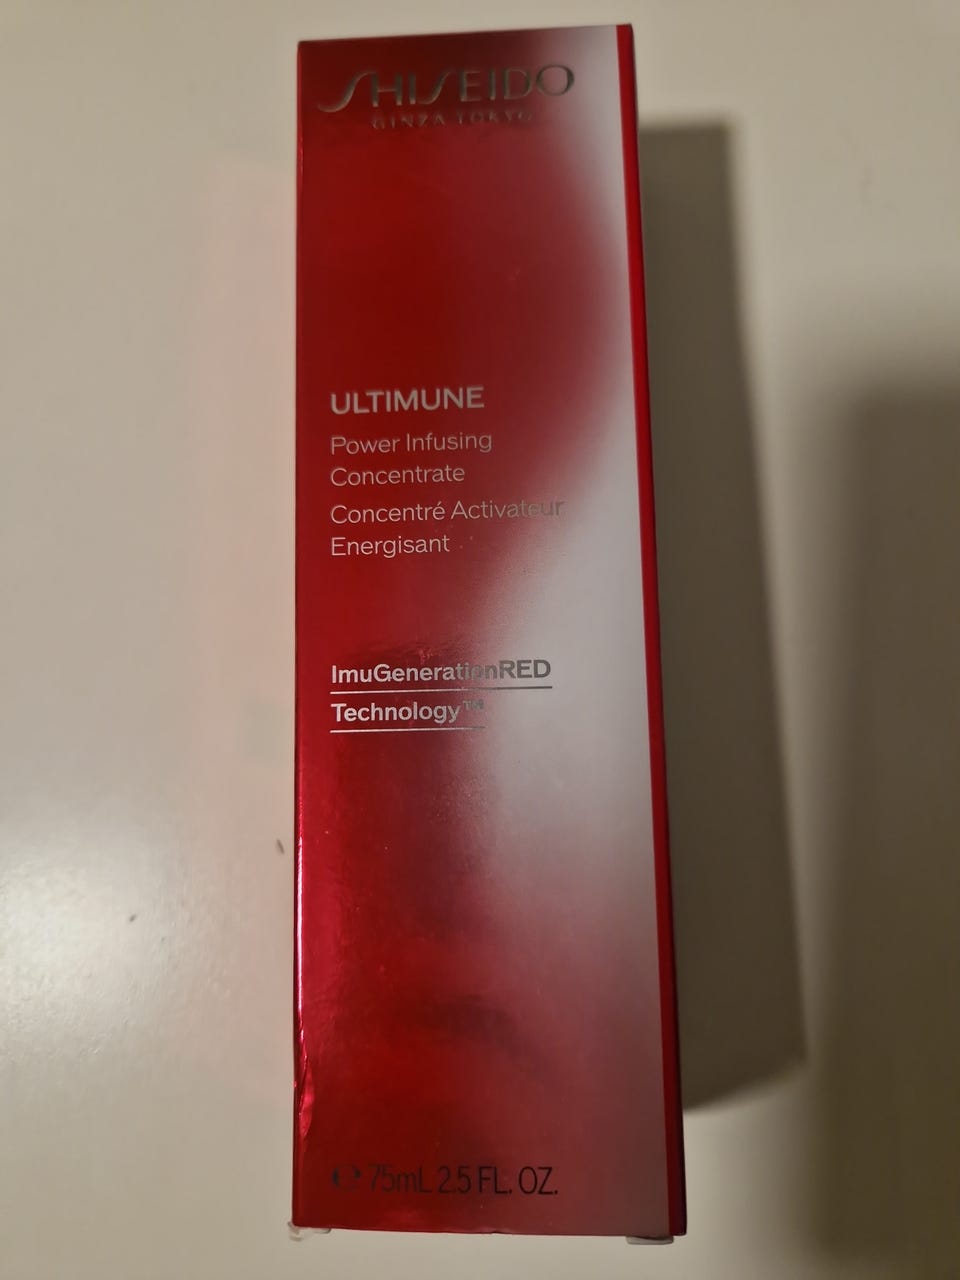 SHISEIDO
GINZA TOKYO
ULTIMUNE
Power Infusing
Concentrate
Concentré Activateur
Energisant
ImuGenerationRED
Technology™
℮ 75mL 2.5 FL. OZ.